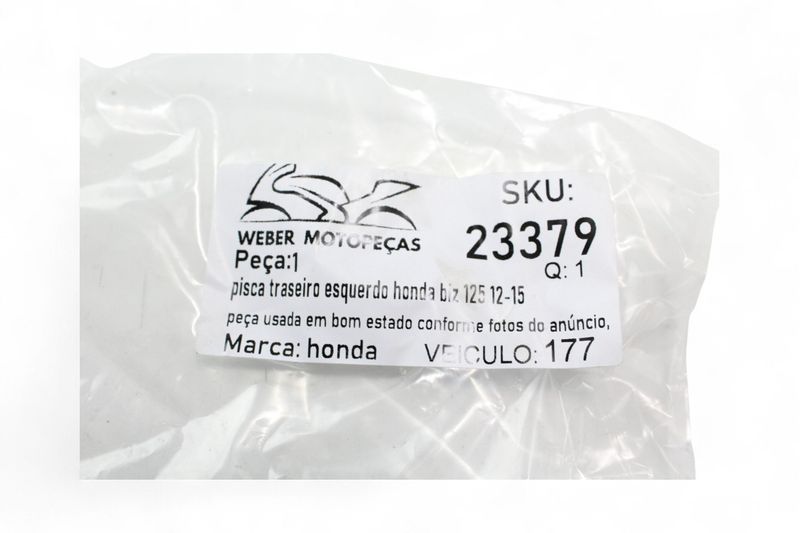 WEBER MOTOPEÇAS
SKU:
23379
Q: 1
Peça:1
pisca traseiro esquerdo honda biz 125 12-15
peça usada em bom estado conforme fotos do anúncio,
Marca: honda
VEICULO: 177